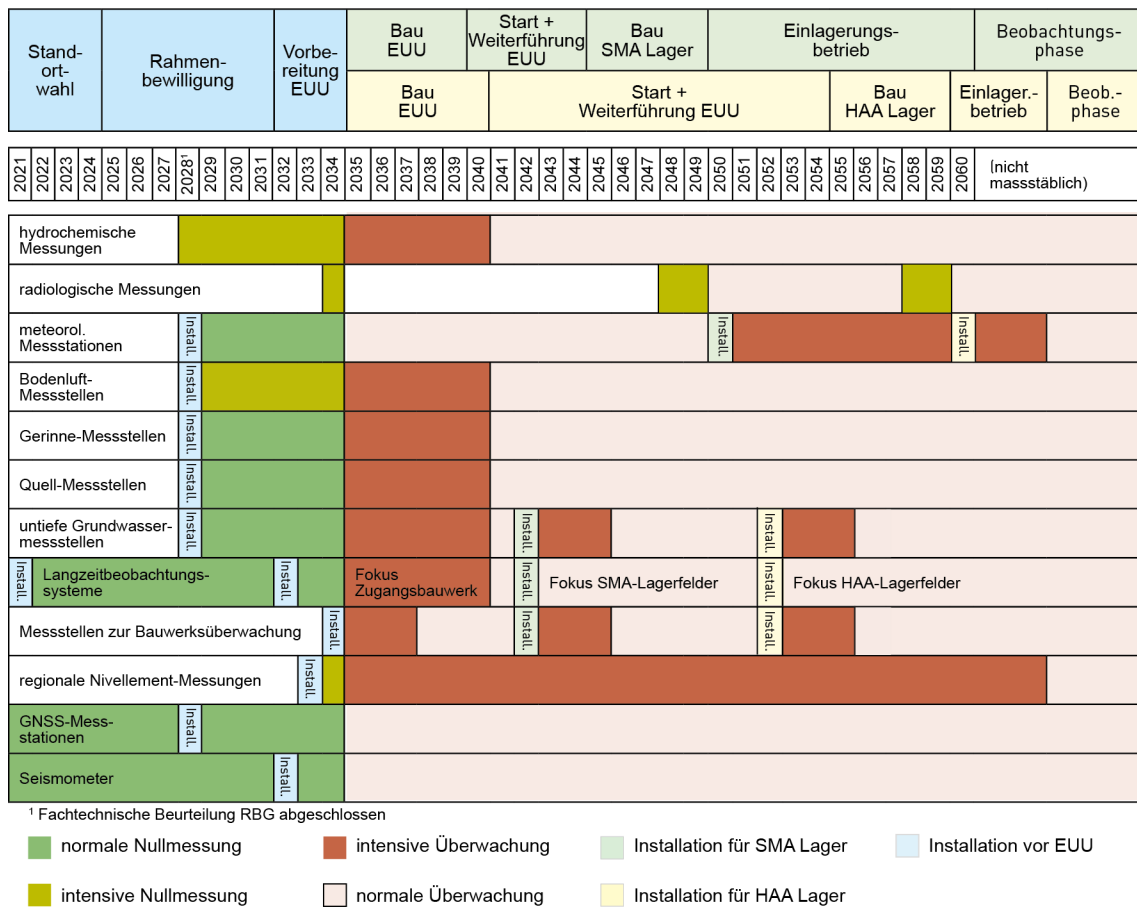 Stand-
ortwahl
Rahmen-
bewilligung
Vorbe-
reitung
EUU
Bau
EUU
Start +
Weiterführung
EUU
Bau
SMA Lager
Einlagerungs-
betrieb
Beobachtungs-
phase
Bau
EUU
Start +
Weiterführung EUU
Bau
HAA Lager
Einlager.-
betrieb
Beob.-
phase
2021 2022 2023 2024 2025 2026 2027 2028¹ 2029 2030 2031 2032 2033 2034 2035 2036 2037 2038 2039 2040 2041 2042 2043 2044 2045 2046 2047 2048 2049 2050 2051 2052 2053 2054 2055 2056 2057 2058 2059 2060
(nicht
massstäblich)
hydrochemische
Messungen
radiologische Messungen
meteorol.
Messstationen
Install. Install. Install.
Bodenluft-
Messstellen
Install.
Gerinne-Messstellen
Install.
Quell-Messstellen
Install.
untiefe Grundwasser-
messstellen
Install. Install. Install.
Install.
Langzeitbeobachtungs-
systeme
Install.
Fokus
Zugangsbauwerk
Install.
Fokus SMA-Lagerfelder
Install.
Fokus HAA-Lagerfelder
Messstellen zur Bauwerksüberwachung
Install. Install. Install.
regionale Nivellement-Messungen
Install.
GNSS-Mess-
stationen
Install.
Seismometer
Install.
¹ Fachtechnische Beurteilung RBG abgeschlossen
normale Nullmessung
intensive Überwachung
Installation für SMA Lager
Installation vor EUU
intensive Nullmessung
normale Überwachung
Installation für HAA Lager